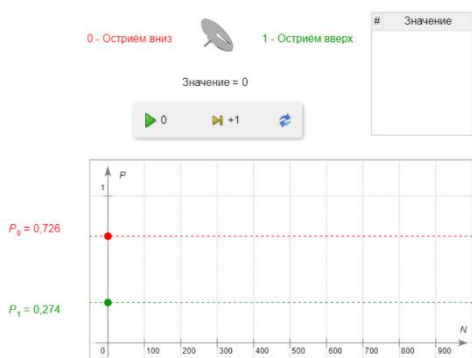 0 - Остриём вниз
1 - Остриём вверх
# Значение
Значение = 0
0
+1
P
1
P₀ = 0,726
P₁ = 0,274
N
0 100 200 300 400 500 600 700 800 900